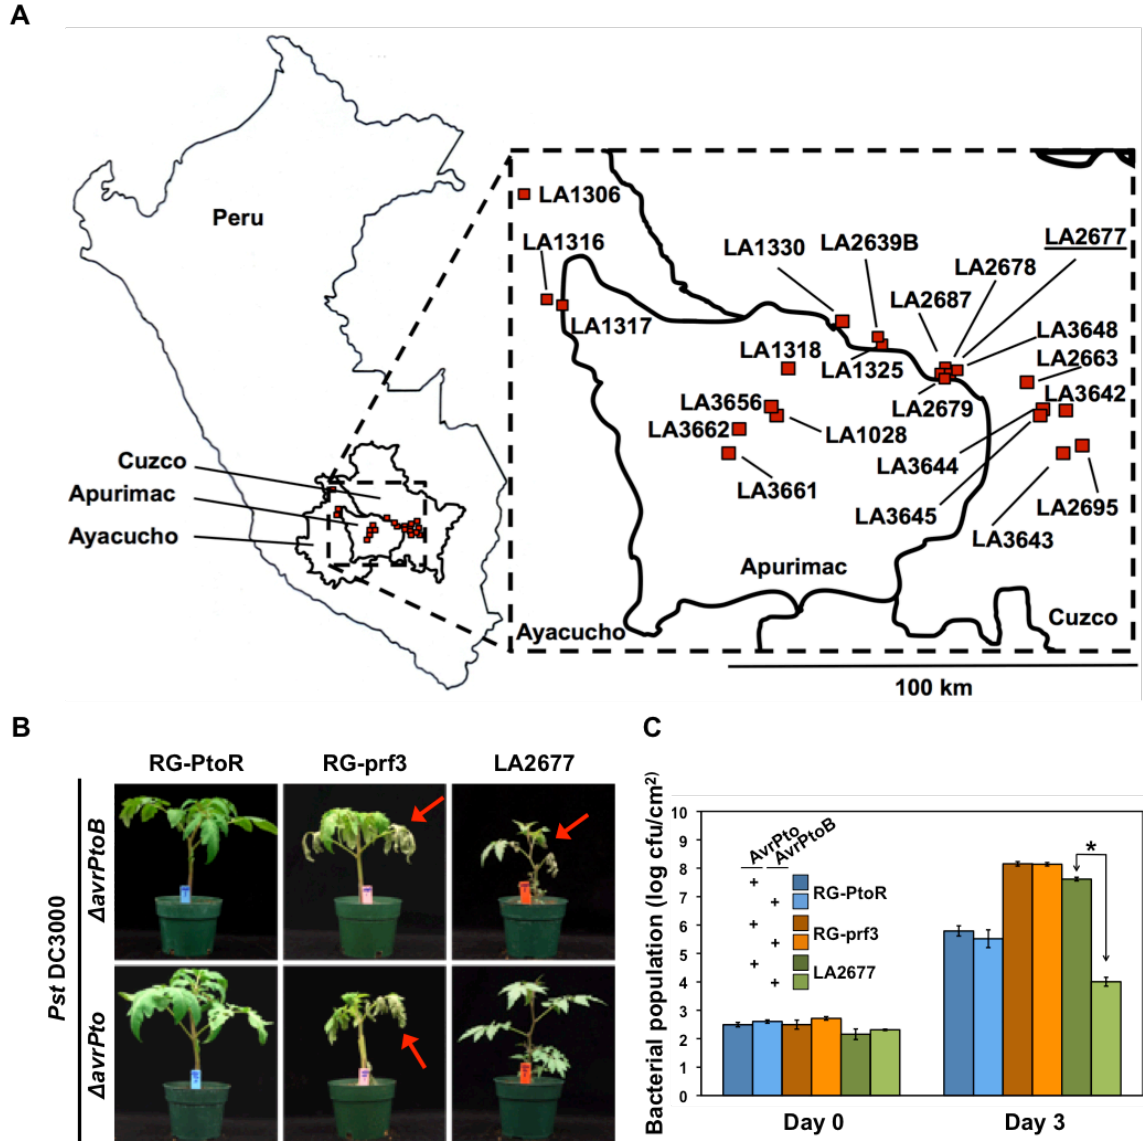 A
Peru
Cuzco
Apurimac
Ayacucho
LA1306
LA1316
LA1317
LA1330
LA2639B
LA2677
LA2678
LA2687
LA3648
LA1318
LA1325
LA2663
LA3656
LA2679
LA3642
LA3662
LA1028
LA3644
LA3661
LA3645
LA2695
LA3643
Apurimac
Ayacucho
Cuzco
100 km
B
RG-PtoR RG-prf3 LA2677
Pst DC3000
ΔavrPtoB
ΔavrPto
C
Bacterial population (log cfu/cm²)
10
9
8
7
6
5
4
3
2
1
0
AvrPto
AvrPtoB
+
+ RG-PtoR
+
+ RG-prf3
+
+ LA2677
*
Day 0 Day 3